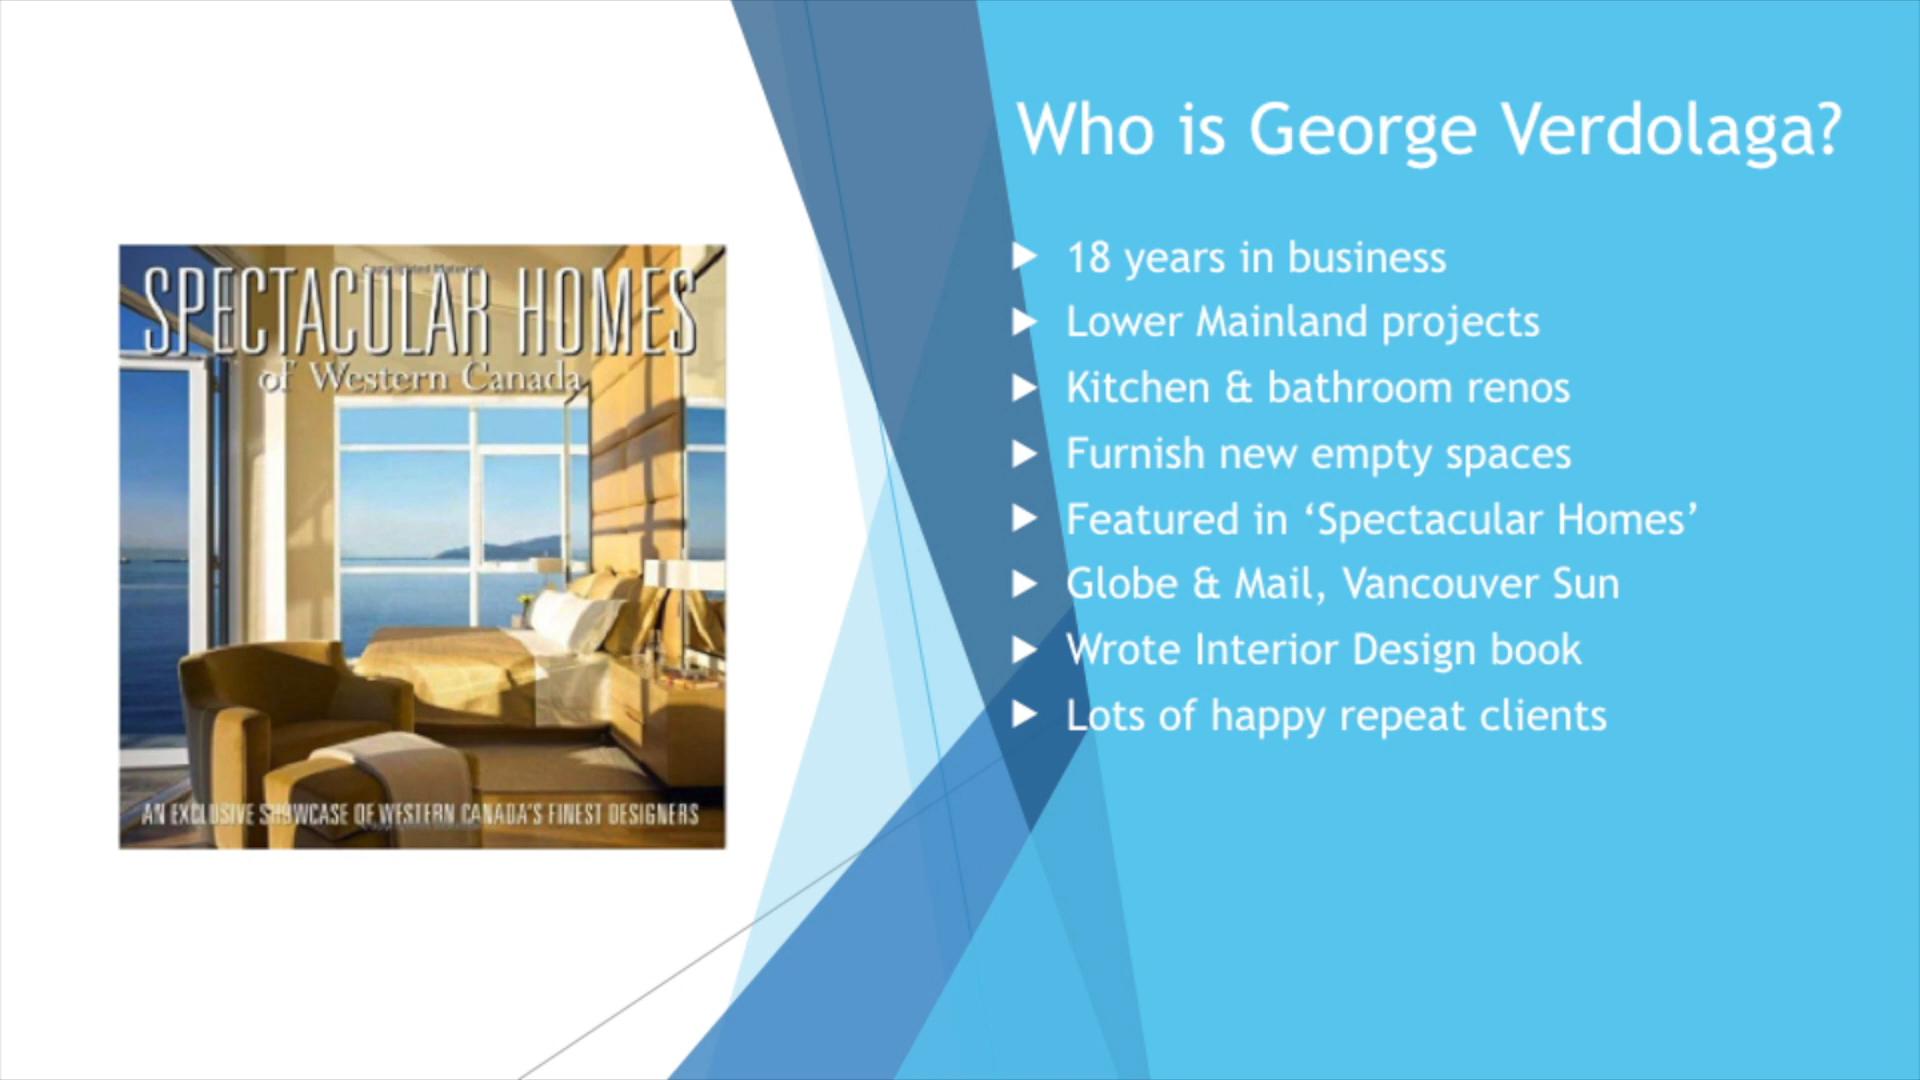 SPECTACULAR HOMES
of Western Canada
AN EXCLUSIVE SHOWCASE OF WESTERN CANADA'S FINEST DESIGNERS
Who is George Verdolaga?
18 years in business
Lower Mainland projects
Kitchen & bathroom renos
Furnish new empty spaces
Featured in ‘Spectacular Homes’
Globe & Mail, Vancouver Sun
Wrote Interior Design book
Lots of happy repeat clients